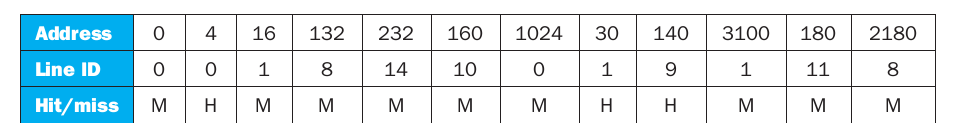 Address 0 4 16 132 232 160 1024 30 140 3100 180 2180
Line ID 0 0 1 8 14 10 0 1 9 1 11 8
Hit/miss M H M M M M M H H M M M